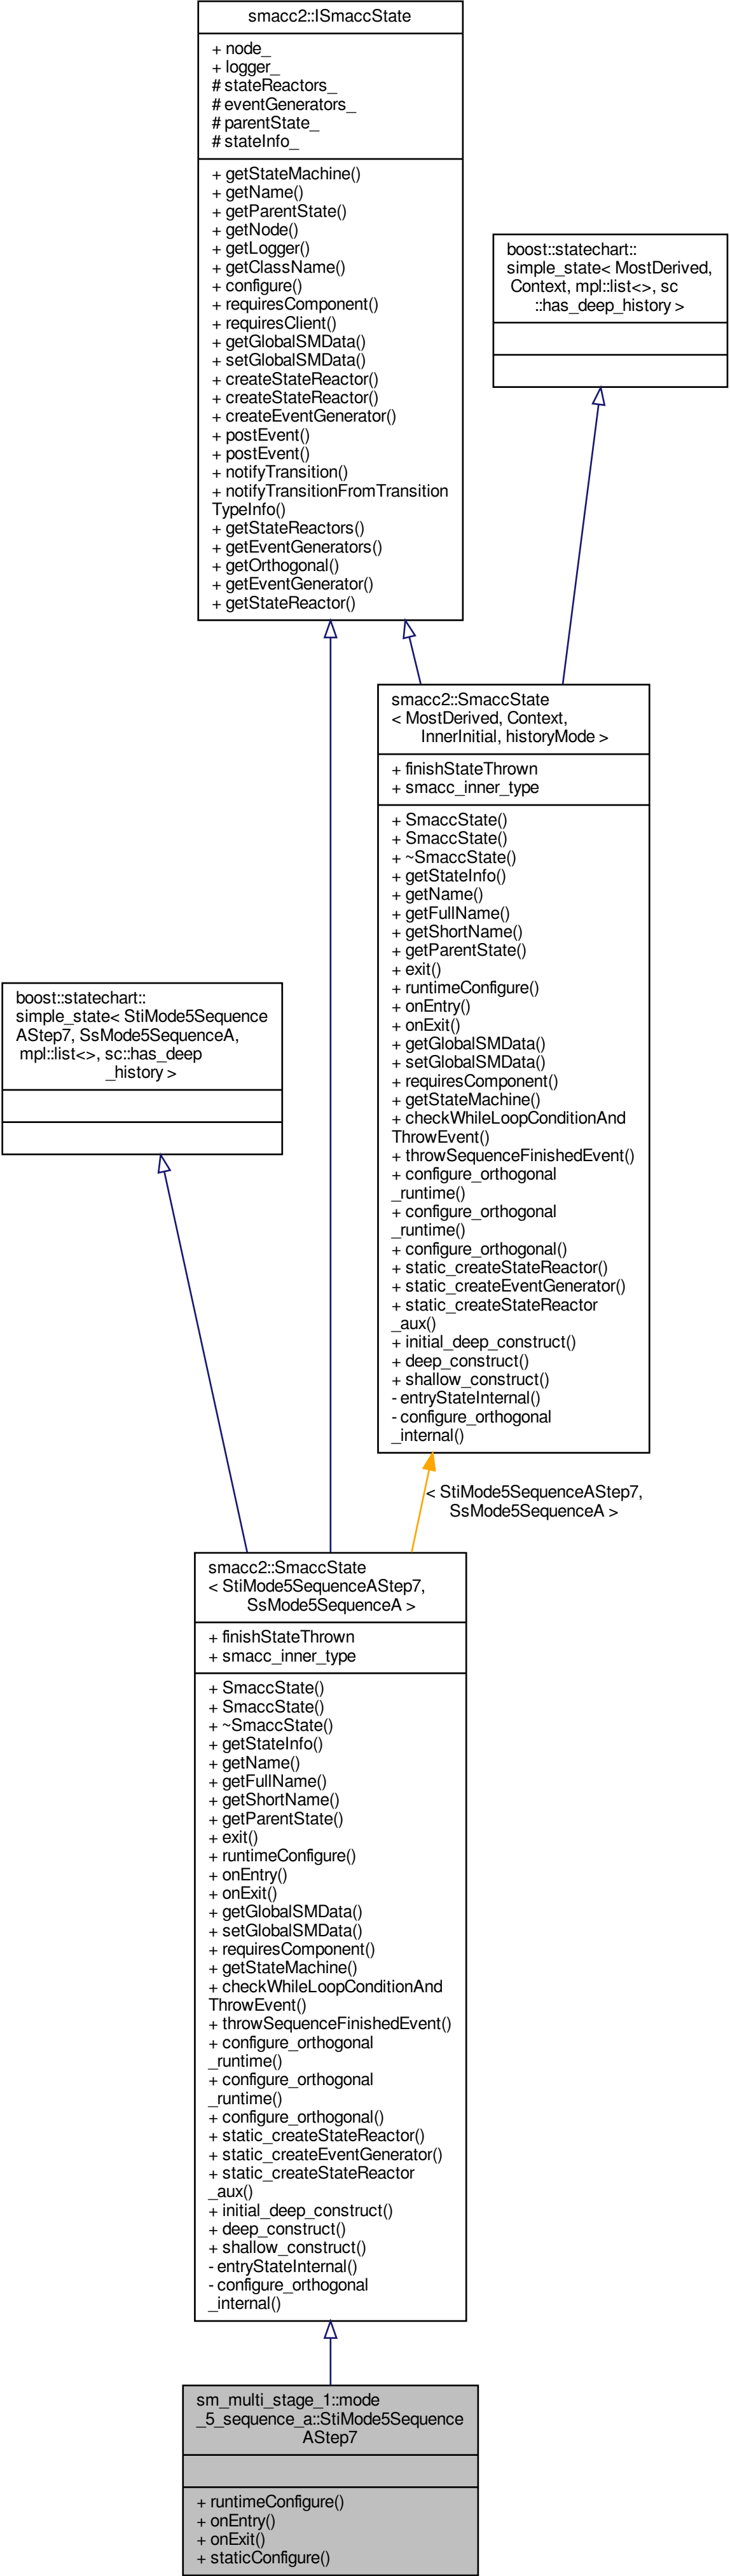 smacc2::ISmaccState
+ node_
+ logger_
# stateReactors_
# eventGenerators_
# parentState_
# stateInfo_
+ getStateMachine()
+ getName()
+ getParentState()
+ getNode()
+ getLogger()
+ getClassName()
+ configure()
+ requiresComponent()
+ requiresClient()
+ getGlobalSMData()
+ setGlobalSMData()
+ createStateReactor()
+ createStateReactor()
+ createEventGenerator()
+ postEvent()
+ postEvent()
+ notifyTransition()
+ notifyTransitionFromTransition
TypeInfo()
+ getStateReactors()
+ getEventGenerators()
+ getOrthogonal()
+ getEventGenerator()
+ getStateReactor()
boost::statechart::
simple_state< MostDerived,
Context, mpl::list<>, sc
::has_deep_history >
smacc2::SmaccState
< MostDerived, Context,
InnerInitial, historyMode >
+ finishStateThrown
+ smacc_inner_type
+ SmaccState()
+ SmaccState()
+ ~SmaccState()
+ getStateInfo()
+ getName()
+ getFullName()
+ getShortName()
+ getParentState()
+ exit()
+ runtimeConfigure()
+ onEntry()
+ onExit()
+ getGlobalSMData()
+ setGlobalSMData()
+ requiresComponent()
+ getStateMachine()
+ checkWhileLoopConditionAnd
ThrowEvent()
+ throwSequenceFinishedEvent()
+ configure_orthogonal
_runtime()
+ configure_orthogonal
_runtime()
+ configure_orthogonal()
+ static_createStateReactor()
+ static_createEventGenerator()
+ static_createStateReactor
_aux()
+ initial_deep_construct()
+ deep_construct()
+ shallow_construct()
- entryStateInternal()
- configure_orthogonal
_internal()
boost::statechart::
simple_state< StiMode5Sequence
AStep7, SsMode5SequenceA,
mpl::list<>, sc::has_deep
_history >
< StiMode5SequenceAStep7,
SsMode5SequenceA >
smacc2::SmaccState
< StiMode5SequenceAStep7,
SsMode5SequenceA >
+ finishStateThrown
+ smacc_inner_type
+ SmaccState()
+ SmaccState()
+ ~SmaccState()
+ getStateInfo()
+ getName()
+ getFullName()
+ getShortName()
+ getParentState()
+ exit()
+ runtimeConfigure()
+ onEntry()
+ onExit()
+ getGlobalSMData()
+ setGlobalSMData()
+ requiresComponent()
+ getStateMachine()
+ checkWhileLoopConditionAnd
ThrowEvent()
+ throwSequenceFinishedEvent()
+ configure_orthogonal
_runtime()
+ configure_orthogonal
_runtime()
+ configure_orthogonal()
+ static_createStateReactor()
+ static_createEventGenerator()
+ static_createStateReactor
_aux()
+ initial_deep_construct()
+ deep_construct()
+ shallow_construct()
- entryStateInternal()
- configure_orthogonal
_internal()
sm_multi_stage_1::mode
_5_sequence_a::StiMode5Sequence
AStep7
+ runtimeConfigure()
+ onEntry()
+ onExit()
+ staticConfigure()